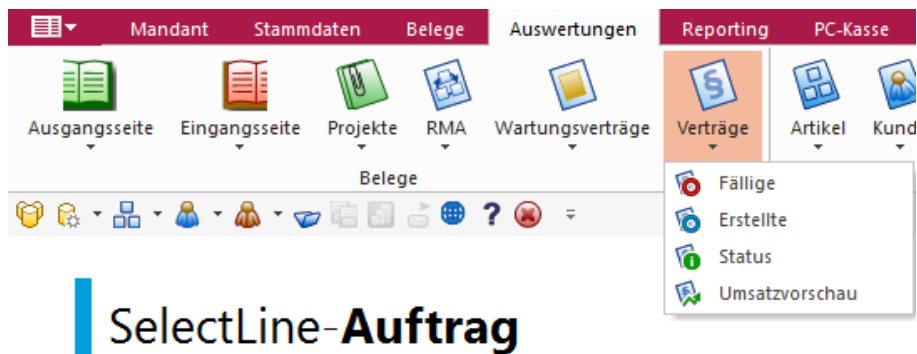 Mandant Stammdaten Belege Auswertungen Reporting PC-Kasse
Ausgangsseite Eingangsseite Projekte RMA Wartungsverträge Verträge Artikel Kund
Belege
Fällige
Erstellte
Status
Umsatzvorschau
SelectLine-Auftrag